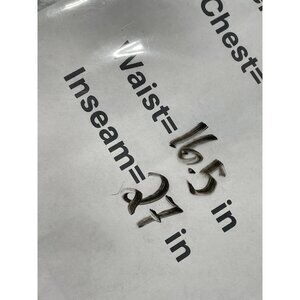 Chest=
Waist= 16.5 in
Inseam= 27 in